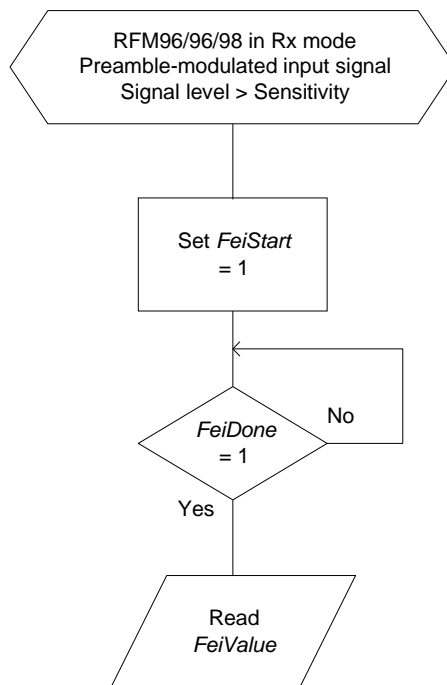 RFM96/96/98 in Rx mode
Preamble-modulated input signal
Signal level > Sensitivity
Set FeiStart
= 1
FeiDone
= 1
No
Yes
Read
FeiValue